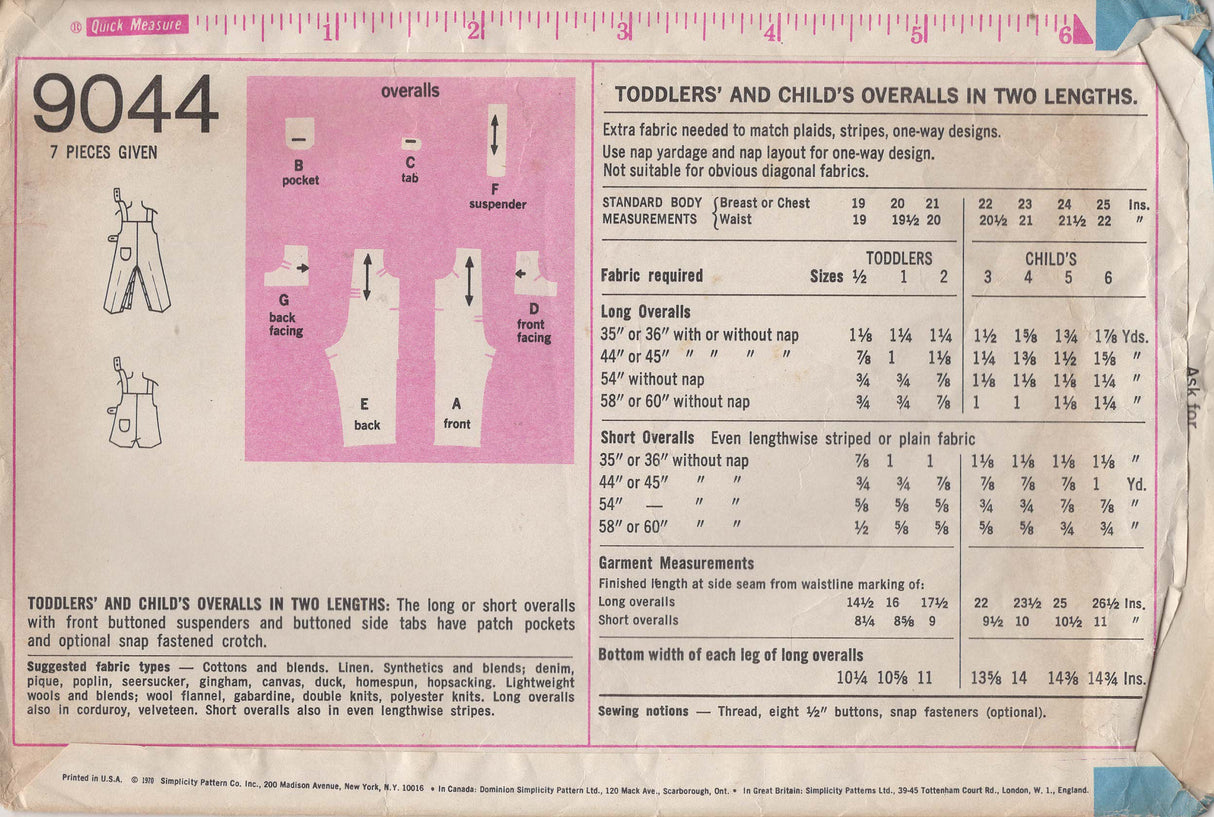 ® Quick Measure 1 2 3 4 5 6
9044
7 PIECES GIVEN
overalls
B
pocket
C
tab
F
suspender
G
back
facing
D
front
facing
E
back
A
front
TODDLERS' AND CHILD'S OVERALLS IN TWO LENGTHS: The long or short overalls
with front buttoned suspenders and buttoned side tabs have patch pockets
and optional snap fastened crotch.
Suggested fabric types — Cottons and blends. Linen. Synthetics and blends; denim,
pique, poplin, seersucker, gingham, canvas, duck, homespun, hopsacking. Lightweight
wools and blends; wool flannel, gabardine, double knits, polyester knits. Long overalls
also in corduroy, velveteen. Short overalls also in even lengthwise stripes.
TODDLERS' AND CHILD'S OVERALLS IN TWO LENGTHS.
Extra fabric needed to match plaids, stripes, one-way designs.
Use nap yardage and nap layout for one-way design.
Not suitable for obvious diagonal fabrics.
STANDARD BODY { Breast or Chest 19 20 21 22 23 24 25 Ins.
MEASUREMENTS } Waist 19 19½ 20 20½ 21 21½ 22 "
TODDLERS CHILD'S
Fabric required Sizes ½ 1 2 3 4 5 6
Long Overalls
35" or 36" with or without nap 1⅛ 1¼ 1¼ 1½ 1⅝ 1¾ 1⅞ Yds.
44" or 45" " " " " ⅞ 1 1⅛ 1¼ 1⅜ 1½ 1⅝ "
54" without nap ¾ ¾ ⅞ 1⅛ 1⅛ 1⅛ 1¼ "
58" or 60" without nap ¾ ¾ ⅞ 1 1 1⅛ 1¼ "
Short Overalls Even lengthwise striped or plain fabric
35" or 36" without nap ⅞ 1 1 1⅛ 1⅛ 1⅛ 1⅛ "
44" or 45" " " ¾ ¾ ⅞ ⅞ ⅞ ⅞ 1 Yd.
54" — " " ⅝ ⅝ ⅝ ¾ ¾ ⅞ ⅞ "
58" or 60" " " ½ ⅝ ⅝ ⅝ ⅝ ¾ ¾ "
Garment Measurements
Finished length at side seam from waistline marking of:
Long overalls 14½ 16 17½ 22 23½ 25 26½ Ins.
Short overalls 8¼ 8⅝ 9 9½ 10 10½ 11 "
Bottom width of each leg of long overalls
10¼ 10⅝ 11 13⅝ 14 14⅜ 14¾ Ins.
Sewing notions — Thread, eight ½" buttons, snap fasteners (optional).
Ask for
Printed in U.S.A. © 1970 Simplicity Pattern Co. Inc., 200 Madison Avenue, New York, N.Y. 10016 • In Canada: Dominion Simplicity Pattern Ltd., 120 Mack Ave., Scarborough, Ont. • In Great Britain: Simplicity Patterns Ltd., 39-45 Tottenham Court Rd., London, W. 1., England.